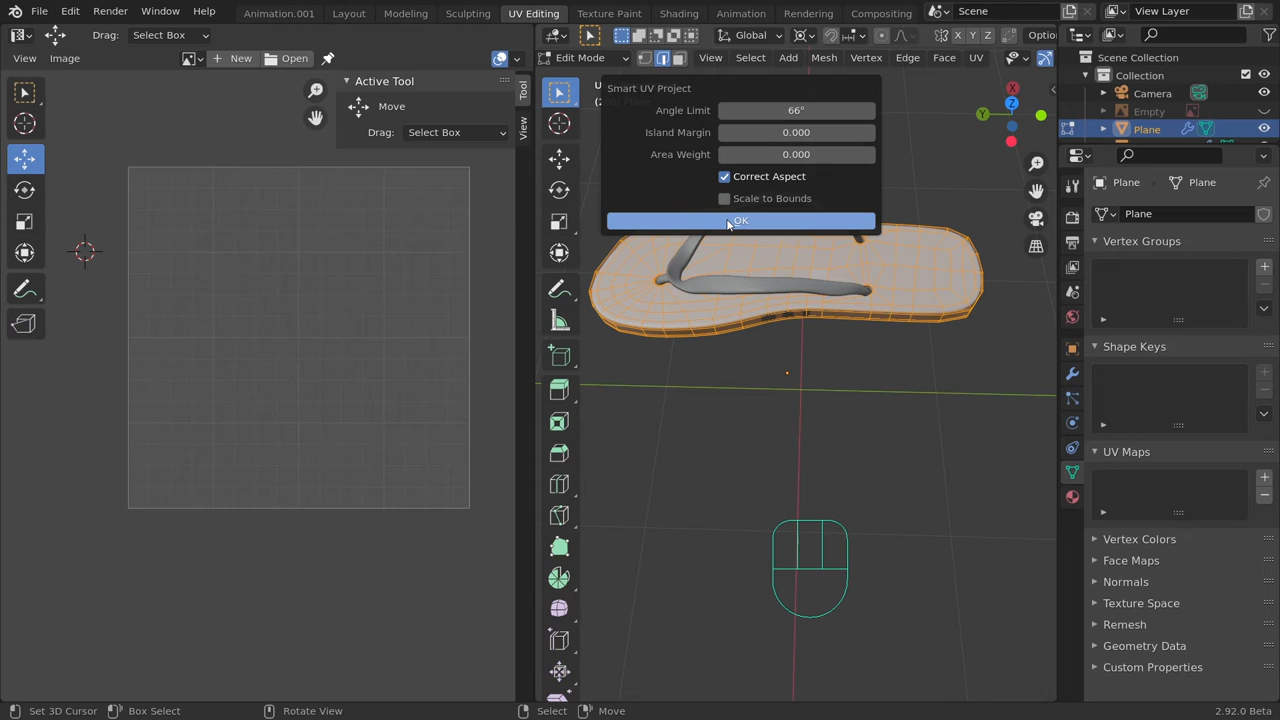 File Edit Render Window Help Animation.001 Layout Modeling Sculpting UV Editing Texture Paint Shading Animation Rendering Compositing Scene View Layer
Drag: Select Box
Global X Y Z Optio
View Image New Open
Edit Mode View Select Add Mesh Vertex Edge Face UV
Active Tool
Move
Drag: Select Box
Tool
View
U
Smart UV Project
Angle Limit 66°
Island Margin 0.000
Area Weight 0.000
Correct Aspect
Scale to Bounds
OK
X
Z
Y
Scene Collection
Collection
Camera
Empty
Plane
Plane Plane
Plane
Vertex Groups
Shape Keys
UV Maps
Vertex Colors
Face Maps
Normals
Texture Space
Remesh
Geometry Data
Custom Properties
Set 3D Cursor Box Select Rotate View Select Move 2.92.0 Beta